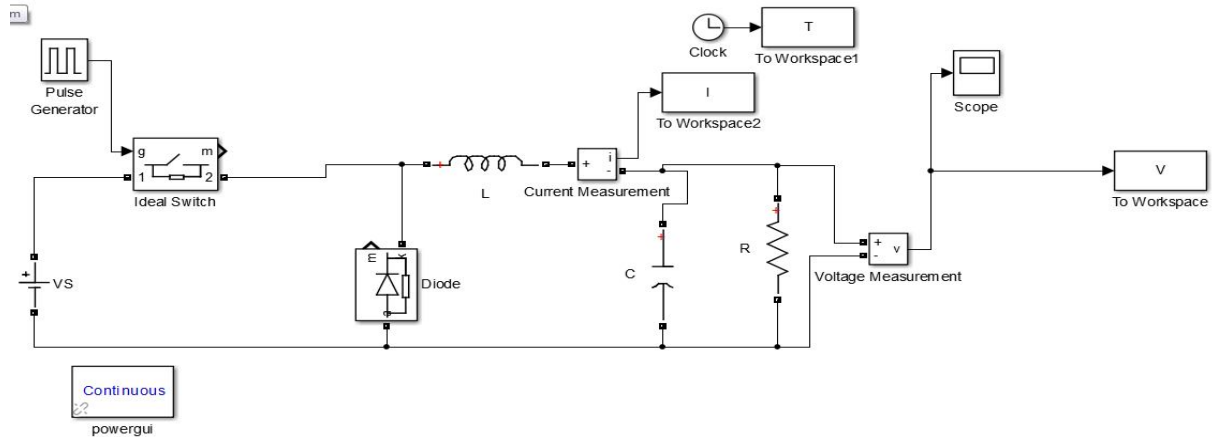 m
Pulse
Generator
g
m
1
2
Ideal Switch
+
VS
Continuous
powergui
m
k
a
Diode
+
L
+
i
-
Current Measurement
+
C
+
R
Clock
T
To Workspace1
I
To Workspace2
+
-
v
Voltage Measurement
Scope
V
To Workspace